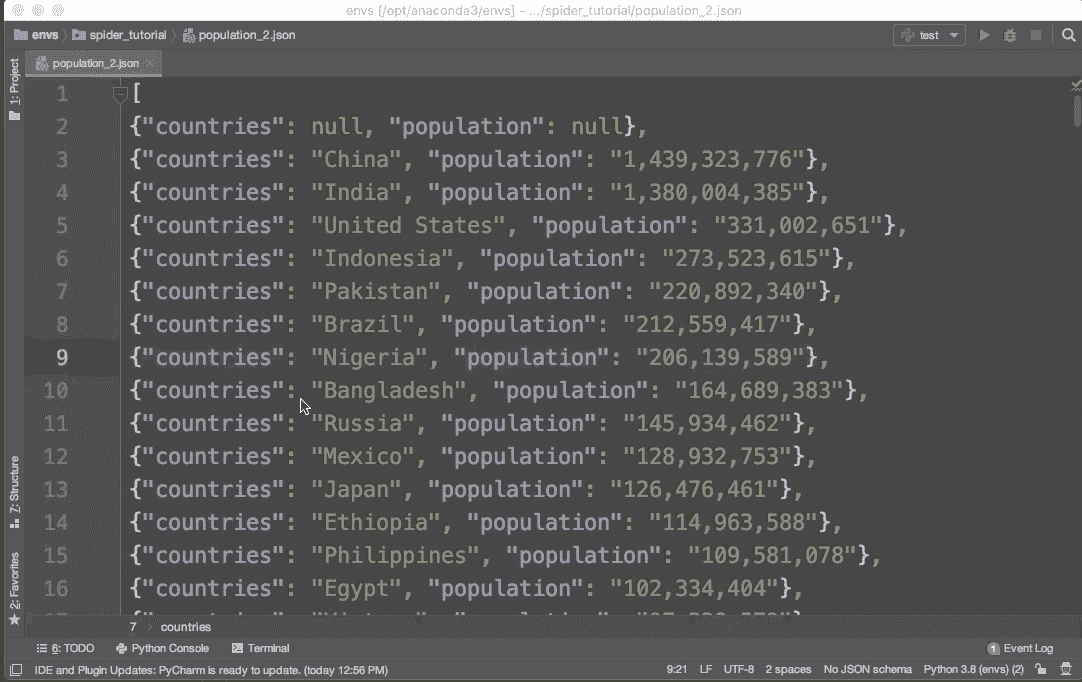 envs [/opt/anaconda3/envs] – .../spider_tutorial/population_2.json
envs spider_tutorial population_2.json test
population_2.json
1: Project
1 [
2 {"countries": null, "population": null},
3 {"countries": "China", "population": "1,439,323,776"},
4 {"countries": "India", "population": "1,380,004,385"},
5 {"countries": "United States", "population": "331,002,651"},
6 {"countries": "Indonesia", "population": "273,523,615"},
7 {"countries": "Pakistan", "population": "220,892,340"},
8 {"countries": "Brazil", "population": "212,559,417"},
9 {"countries": "Nigeria", "population": "206,139,589"},
10 {"countries": "Bangladesh", "population": "164,689,383"},
11 {"countries": "Russia", "population": "145,934,462"},
12 {"countries": "Mexico", "population": "128,932,753"},
13 {"countries": "Japan", "population": "126,476,461"},
14 {"countries": "Ethiopia", "population": "114,963,588"},
15 {"countries": "Philippines", "population": "109,581,078"},
16 {"countries": "Egypt", "population": "102,334,404"},
7: Structure
2: Favorites
7 › countries
6: TODO Python Console Terminal 1 Event Log
IDE and Plugin Updates: PyCharm is ready to update. (today 12:56 PM) 9:21 LF UTF-8 2 spaces No JSON schema Python 3.8 (envs) (2)